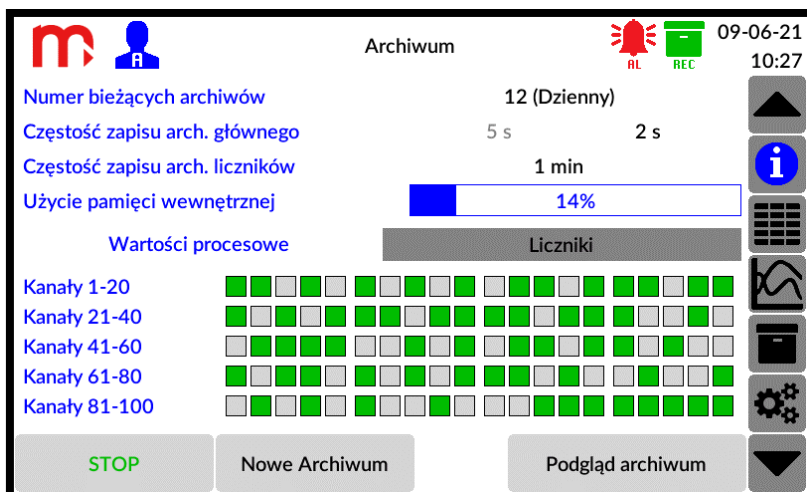 Archiwum
09-06-21
A
AL
REC
10:27
Numer bieżących archiwów 12 (Dzienny)
Częstość zapisu arch. głównego 5 s 2 s
Częstość zapisu arch. liczników 1 min
Użycie pamięci wewnętrznej 14%
Wartości procesowe Liczniki
Kanały 1-20
Kanały 21-40
Kanały 41-60
Kanały 61-80
Kanały 81-100
STOP Nowe Archiwum Podgląd archiwum